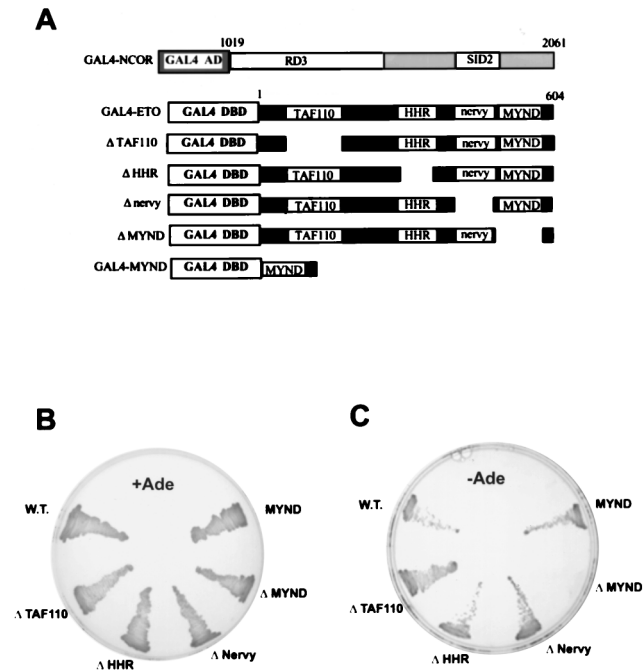 A
1019 2061
GAL4-NCOR GAL4 AD RD3 SID2
1 604
GAL4-ETO GAL4 DBD TAF110 HHR nervy MYND
Δ TAF110 GAL4 DBD HHR nervy MYND
Δ HHR GAL4 DBD TAF110 nervy MYND
Δ nervy GAL4 DBD TAF110 HHR MYND
Δ MYND GAL4 DBD TAF110 HHR nervy
GAL4-MYND GAL4 DBD MYND
B
+Ade
W.T. MYND
Δ TAF110 Δ MYND
Δ HHR Δ Nervy
C
-Ade
W.T. MYND
Δ TAF110 Δ MYND
Δ HHR Δ Nervy